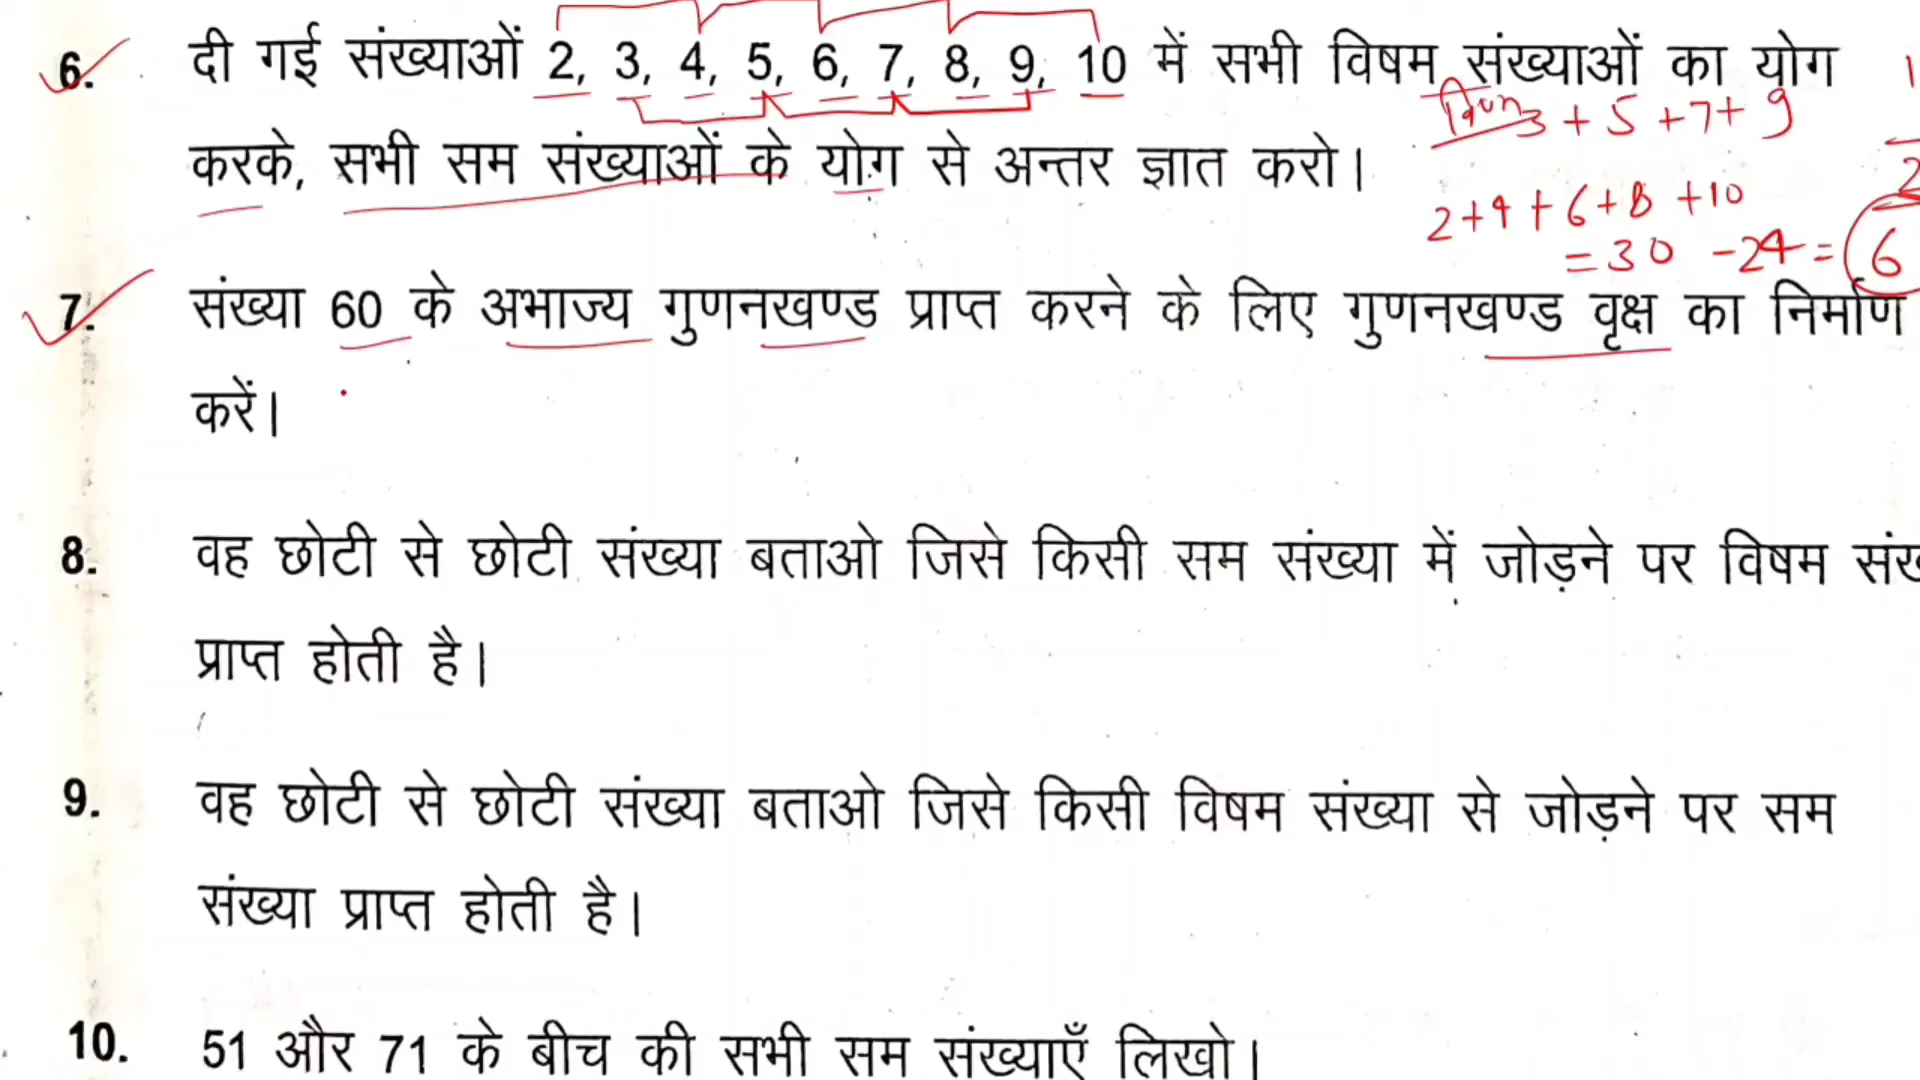 6. दी गई संख्याओं 2, 3, 4, 5, 6, 7, 8, 9, 10 में सभी विषम संख्याओं का योग
3 + 5 + 7 + 9
करके, सभी सम संख्याओं के योग से अन्तर ज्ञात करो।
2 + 4 + 6 + 8 + 10
= 30 - 24 = 6
7. संख्या 60 के अभाज्य गुणनखण्ड प्राप्त करने के लिए गुणनखण्ड वृक्ष का निर्माण
करें।
8. वह छोटी से छोटी संख्या बताओ जिसे किसी सम संख्या में जोड़ने पर विषम
प्राप्त होती है।
9. वह छोटी से छोटी संख्या बताओ जिसे किसी विषम संख्या से जोड़ने पर सम
संख्या प्राप्त होती है।
10. 51 और 71 के बीच की सभी सम संख्याएँ लिखो।